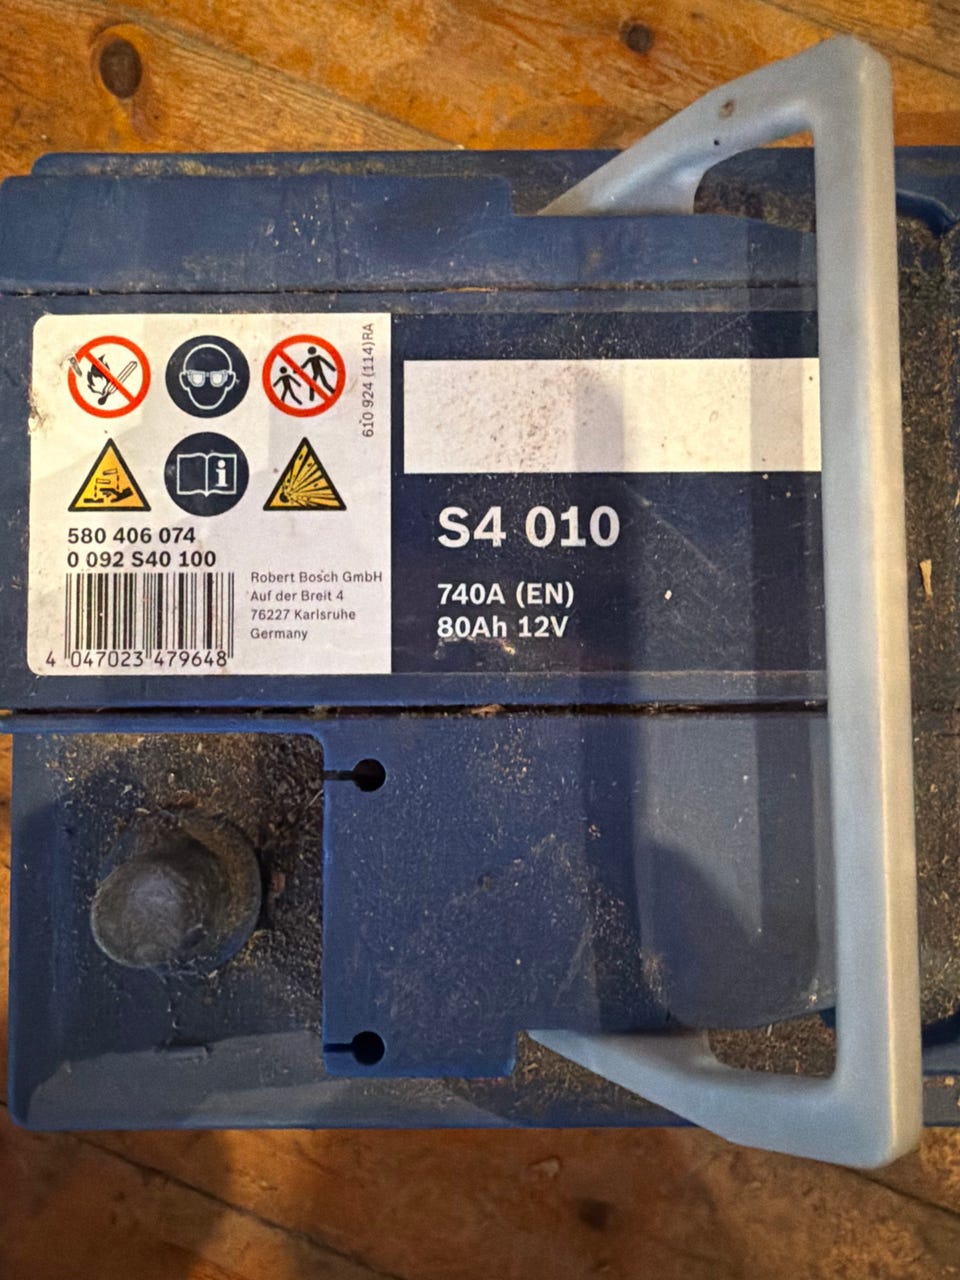 610 924 (114)RA
580 406 074
0 092 S40 100
Robert Bosch GmbH
Auf der Breit 4
76227 Karlsruhe
Germany
4 047023 479648
S4 010
740A (EN)
80Ah 12V